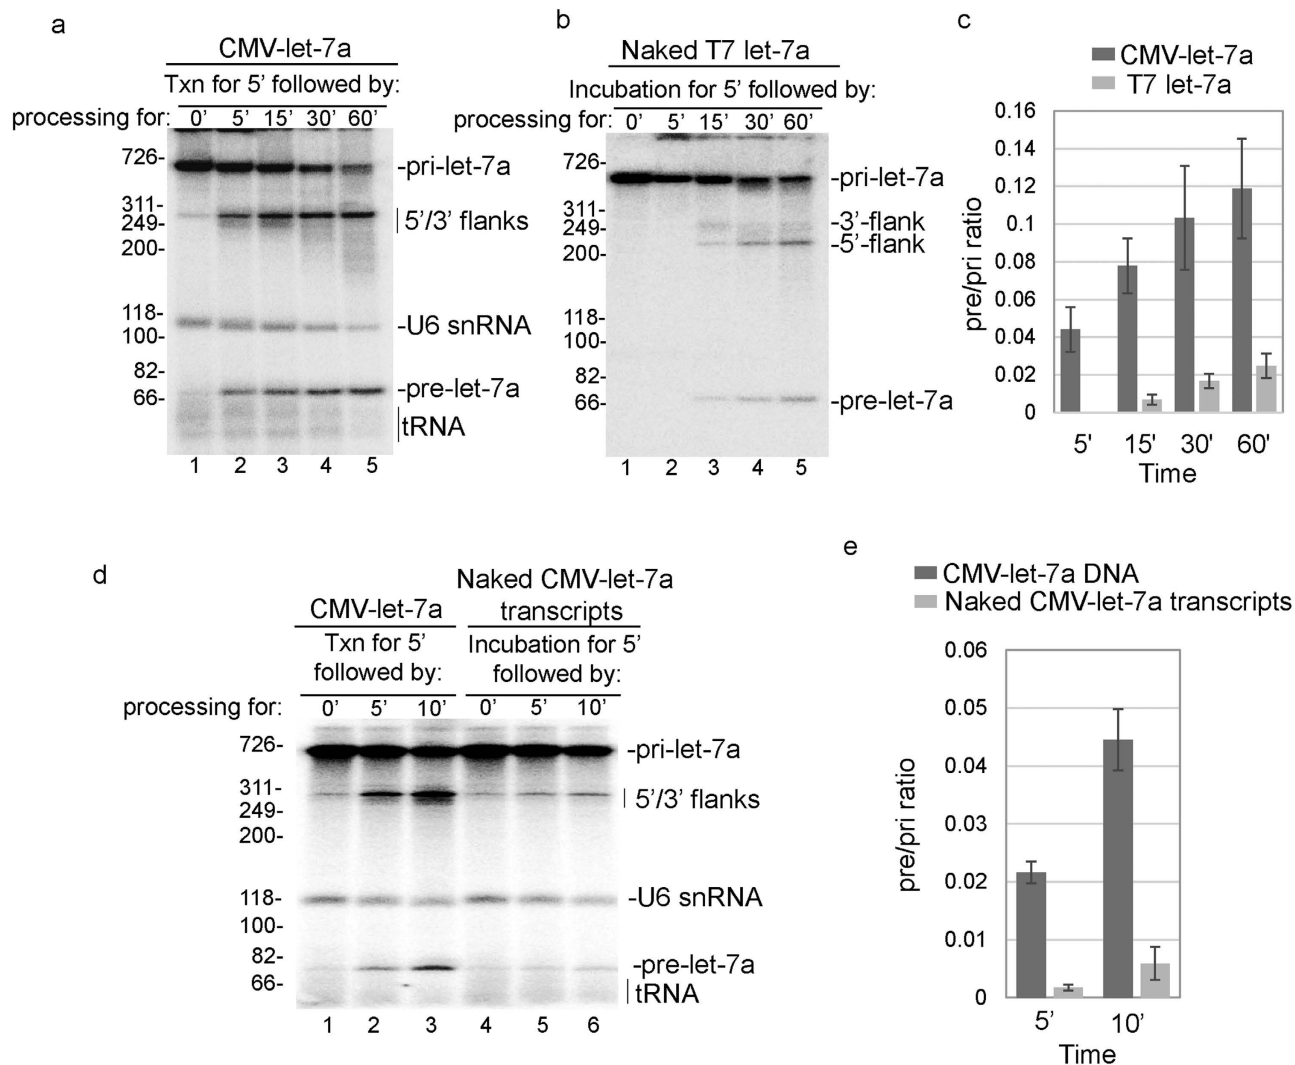 a
CMV-let-7a
Txn for 5’ followed by:
processing for: 0’ 5’ 15’ 30’ 60’
726-
-pri-let-7a
311-
249-
5’/3’ flanks
200-
118-
-U6 snRNA
100-
82-
-pre-let-7a
66-
tRNA
1 2 3 4 5
b
Naked T7 let-7a
Incubation for 5’ followed by:
processing for: 0’ 5’ 15’ 30’ 60’
726-
-pri-let-7a
311-
-3’-flank
249-
-5’-flank
200-
118-
100-
82-
66-
-pre-let-7a
1 2 3 4 5
c
CMV-let-7a
T7 let-7a
0.16
0.14
0.12
0.1
0.08
0.06
0.04
0.02
0
pre/pri ratio
5' 15' 30' 60'
Time
d
CMV-let-7a
Txn for 5’
followed by:
Naked CMV-let-7a
transcripts
Incubation for 5’
followed by:
processing for: 0’ 5’ 10’ 0’ 5’ 10’
726-
-pri-let-7a
311-
5’/3’ flanks
249-
200-
118-
-U6 snRNA
100-
82-
-pre-let-7a
66-
tRNA
1 2 3 4 5 6
e
CMV-let-7a DNA
Naked CMV-let-7a transcripts
0.06
0.05
0.04
0.03
0.02
0.01
0
pre/pri ratio
5’ 10’
Time